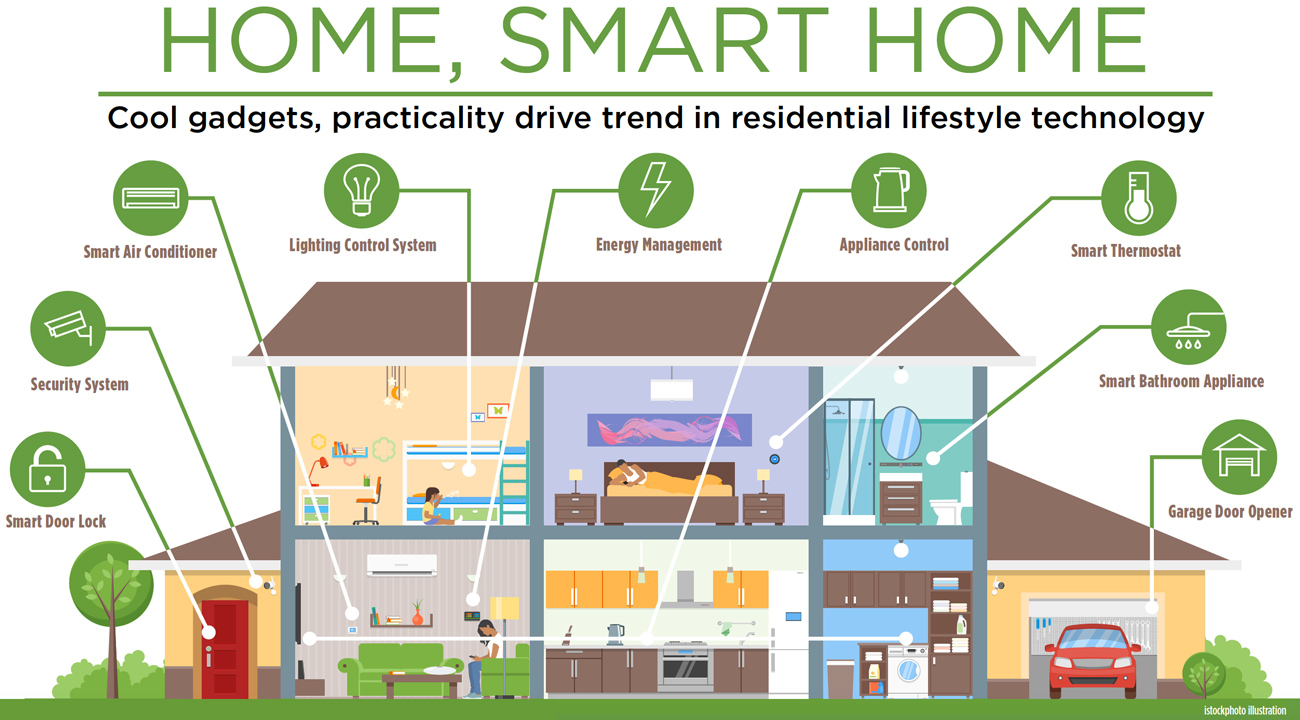 HOME, SMART HOME
Cool gadgets, practicality drive trend in residential lifestyle technology
Smart Air Conditioner
Lighting Control System
Energy Management
Appliance Control
Smart Thermostat
Security System
Smart Bathroom Appliance
Smart Door Lock
Garage Door Opener
istockphoto illustration